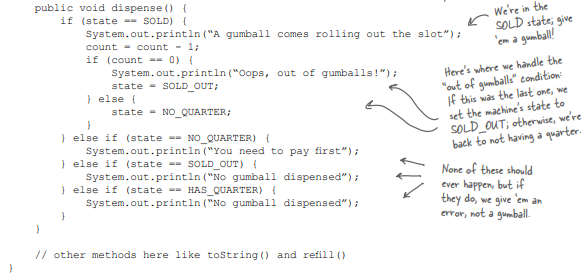 public void dispense() {
if (state == SOLD) {
System.out.println(“A gumball comes rolling out the slot”);
count = count - 1;
if (count == 0) {
System.out.println(“Oops, out of gumballs!”);
state = SOLD_OUT;
} else {
state = NO_QUARTER;
}
} else if (state == NO_QUARTER) {
System.out.println(“You need to pay first”);
} else if (state == SOLD_OUT) {
System.out.println(“No gumball dispensed”);
} else if (state == HAS_QUARTER) {
System.out.println(“No gumball dispensed”);
}
}
// other methods here like toString() and refill()
}
We’re in the
SOLD state; give
‘em a gumball!
Here’s where we handle the
“out of gumballs” condition:
If this was the last one, we
set the machine’s state to
SOLD_OUT; otherwise, we’re
back to not having a quarter.
None of these should
ever happen, but if
they do, we give ‘em an
error, not a gumball.